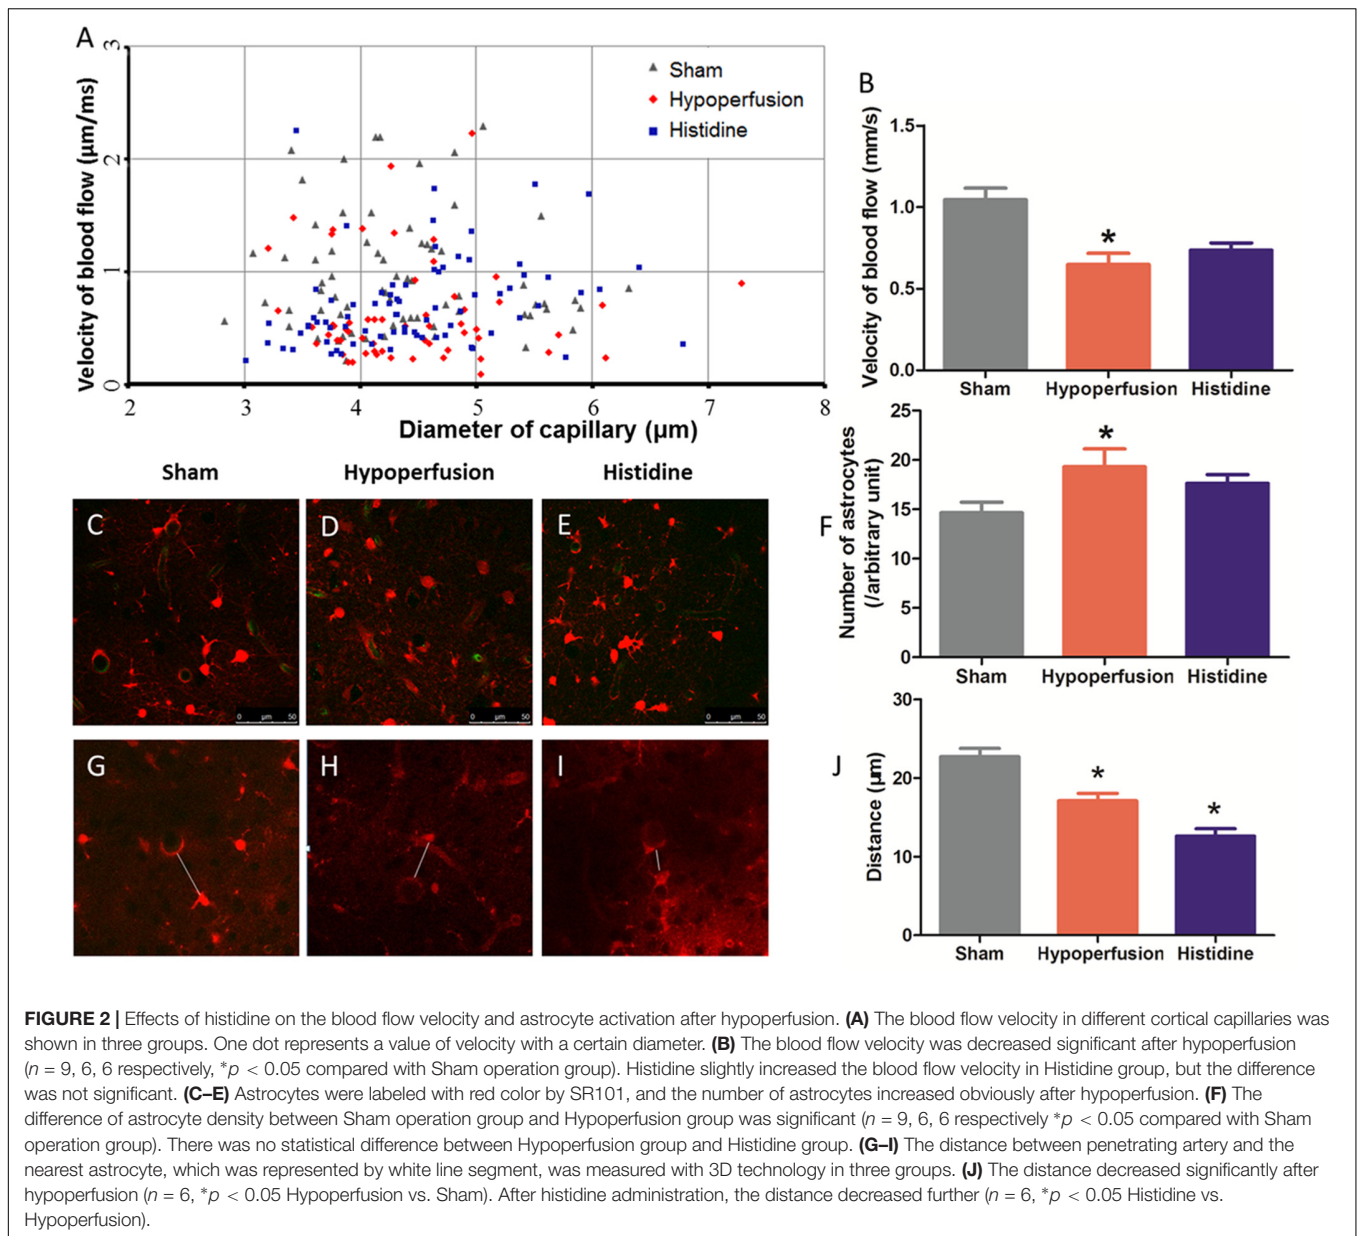 A
Velocity of blood flow (µm/ms)
3
2
1
0
2 3 4 5 6 7 8
Diameter of capillary (µm)
Sham
Hypoperfusion
Histidine
B
Velocity of blood flow (mm/s)
1.5
1.0
0.5
0.0
*
Sham Hypoperfusion Histidine
Sham Hypoperfusion Histidine
C D E
0 µm 50
0 µm 50
0 µm 50
F
Number of astrocytes
(/arbitrary unit)
25
20
15
10
5
0
*
Sham Hypoperfusion Histidine
G H I
J
Distance (µm)
30
20
10
0
*
*
Sham Hypoperfusion Histidine
FIGURE 2 | Effects of histidine on the blood flow velocity and astrocyte activation after hypoperfusion. (A) The blood flow velocity in different cortical capillaries was
shown in three groups. One dot represents a value of velocity with a certain diameter. (B) The blood flow velocity was decreased significant after hypoperfusion
(n = 9, 6, 6 respectively, *p < 0.05 compared with Sham operation group). Histidine slightly increased the blood flow velocity in Histidine group, but the difference
was not significant. (C–E) Astrocytes were labeled with red color by SR101, and the number of astrocytes increased obviously after hypoperfusion. (F) The
difference of astrocyte density between Sham operation group and Hypoperfusion group was significant (n = 9, 6, 6 respectively *p < 0.05 compared with Sham
operation group). There was no statistical difference between Hypoperfusion group and Histidine group. (G–I) The distance between penetrating artery and the
nearest astrocyte, which was represented by white line segment, was measured with 3D technology in three groups. (J) The distance decreased significantly after
hypoperfusion (n = 6, *p < 0.05 Hypoperfusion vs. Sham). After histidine administration, the distance decreased further (n = 6, *p < 0.05 Histidine vs.
Hypoperfusion).